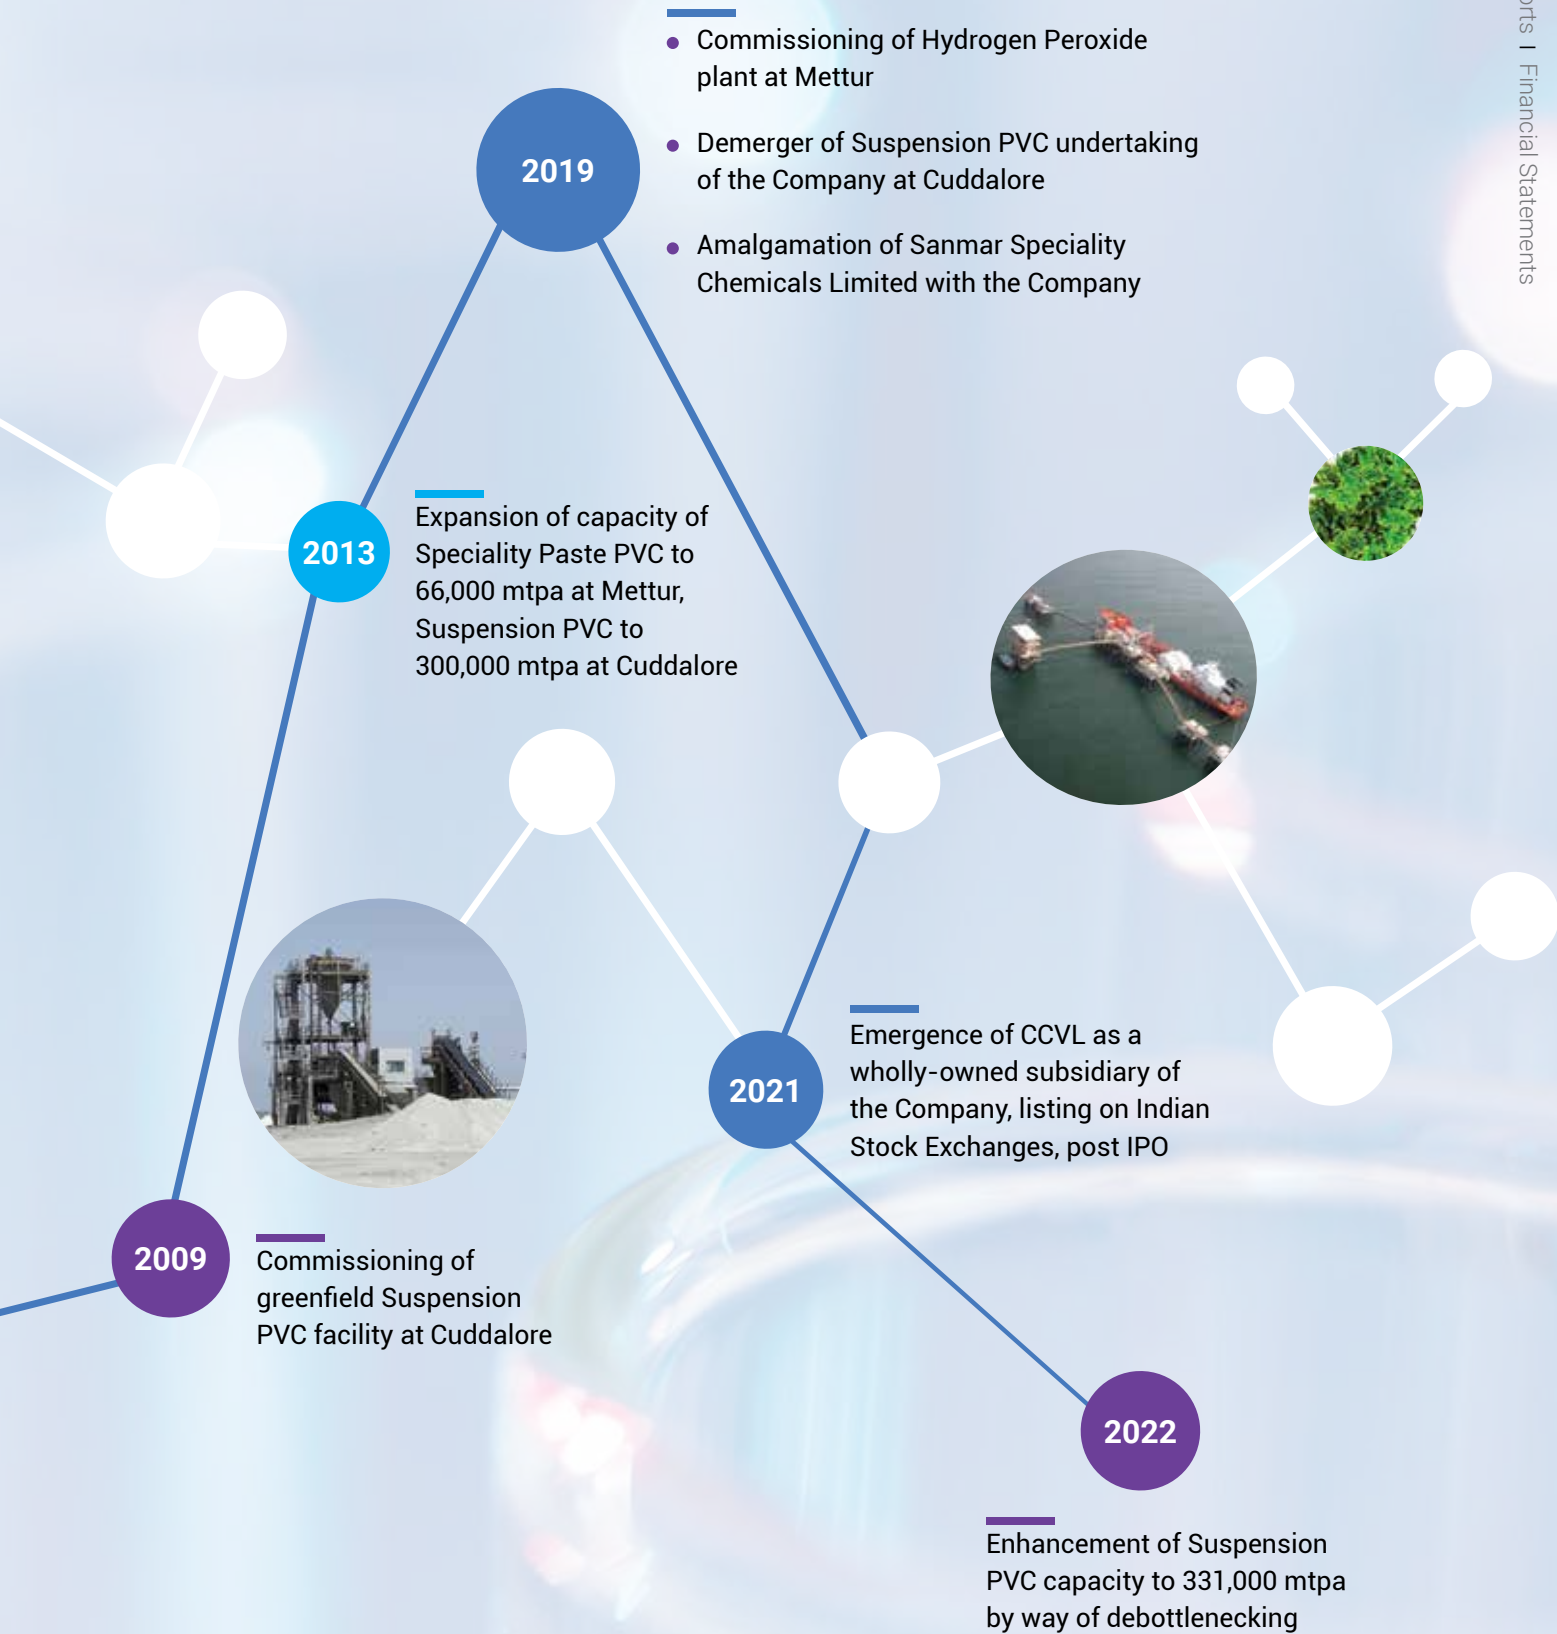 Commissioning of Hydrogen Peroxide
plant at Mettur
2019
Demerger of Suspension PVC undertaking
of the Company at Cuddalore
Amalgamation of Sanmar Speciality
Chemicals Limited with the Company
2013
Expansion of capacity of
Speciality Paste PVC to
66,000 mtpa at Mettur,
Suspension PVC to
300,000 mtpa at Cuddalore
2021
Emergence of CCVL as a
wholly-owned subsidiary of
the Company, listing on Indian
Stock Exchanges, post IPO
2009
Commissioning of
greenfield Suspension
PVC facility at Cuddalore
2022
Enhancement of Suspension
PVC capacity to 331,000 mtpa
by way of debottlenecking
I Financial Statements